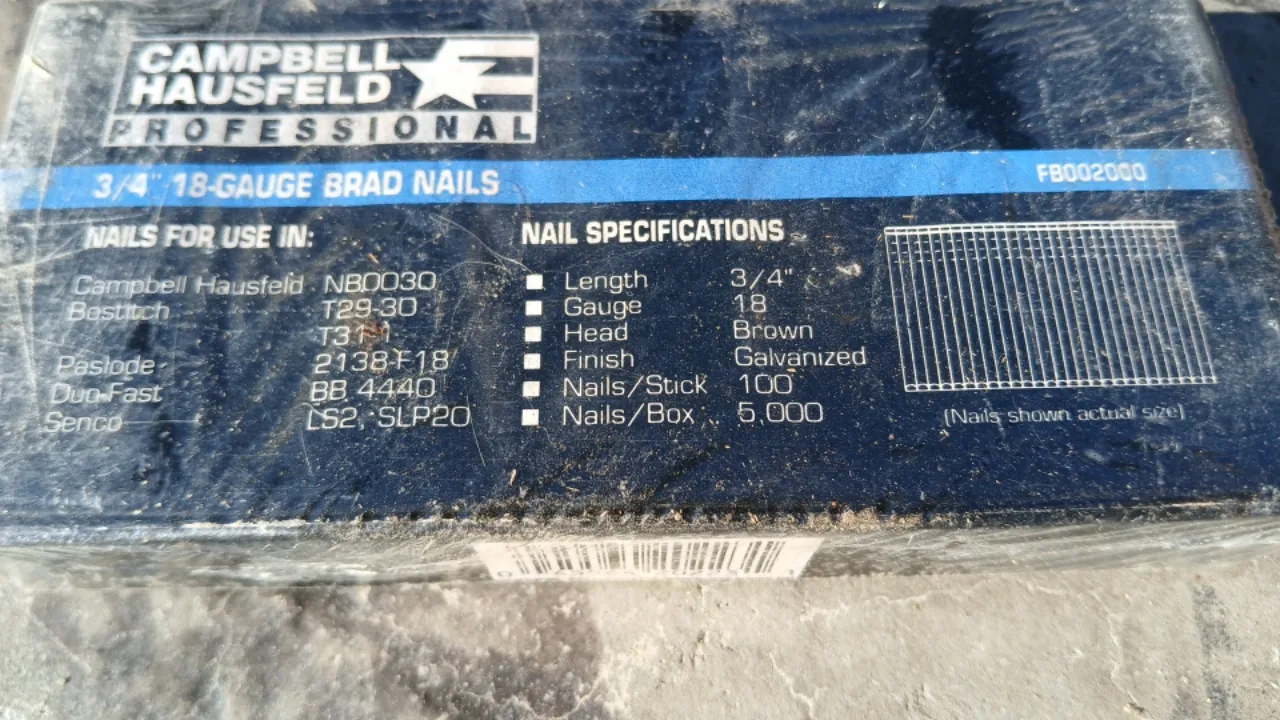 CAMPBELL
HAUSFELD
PROFESSIONAL
3/4" 18-GAUGE BRAD NAILS FB002000
NAILS FOR USE IN:
Campbell Hausfeld NB0030
Bostitch T29-30
Paslode 2138-F18
Duo-Fast BB 4440
Senco LS2, SLP20
NAIL SPECIFICATIONS
Length 3/4"
Gauge 18
Head Brown
Finish Galvanized
Nails/Stick 100
Nails/Box 5,000
(Nails shown actual size)